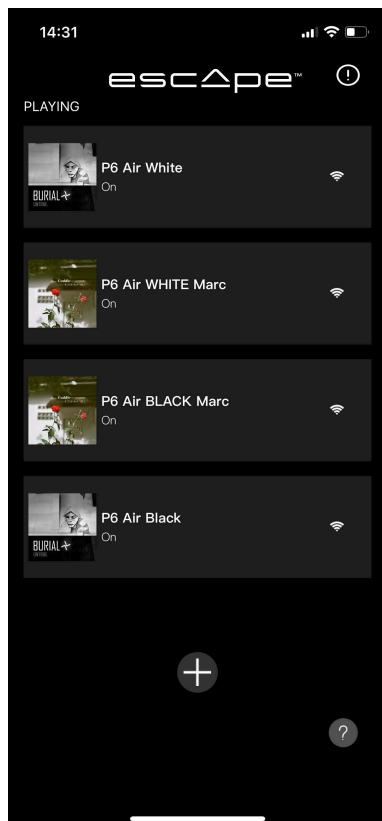 14:31
escape™
PLAYING
P6 Air White
On
BURIAL
P6 Air WHITE Marc
On
P6 Air BLACK Marc
On
P6 Air Black
On
BURIAL
?